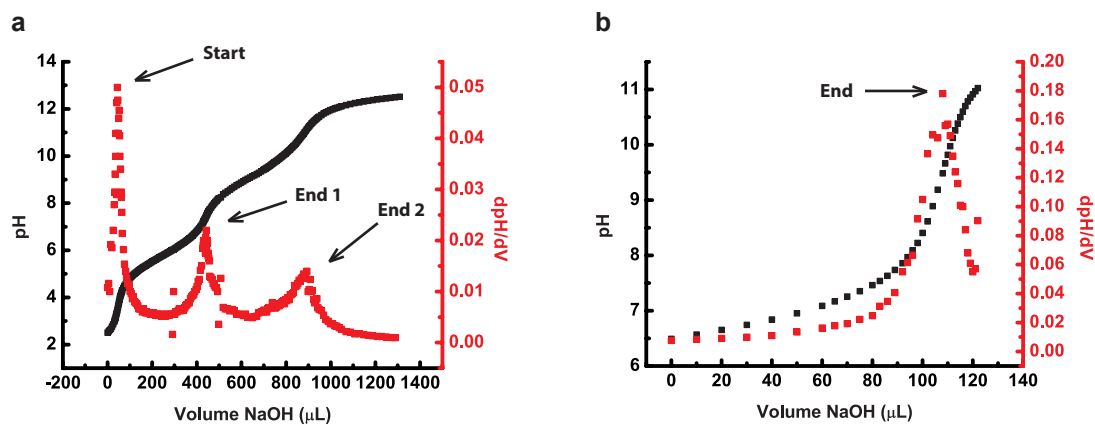 a
Start
End 1
End 2
14
12
10
8
6
4
2
pH
0.05
0.04
0.03
0.02
0.01
0.00
dpH/dV
-200 0 200 400 600 800 1000 1200 1400
Volume NaOH (μL)
b
End
11
10
9
8
7
6
pH
0.20
0.18
0.16
0.14
0.12
0.10
0.08
0.06
0.04
0.02
0.00
dpH/dV
0 20 40 60 80 100 120 140
Volume NaOH (μL)